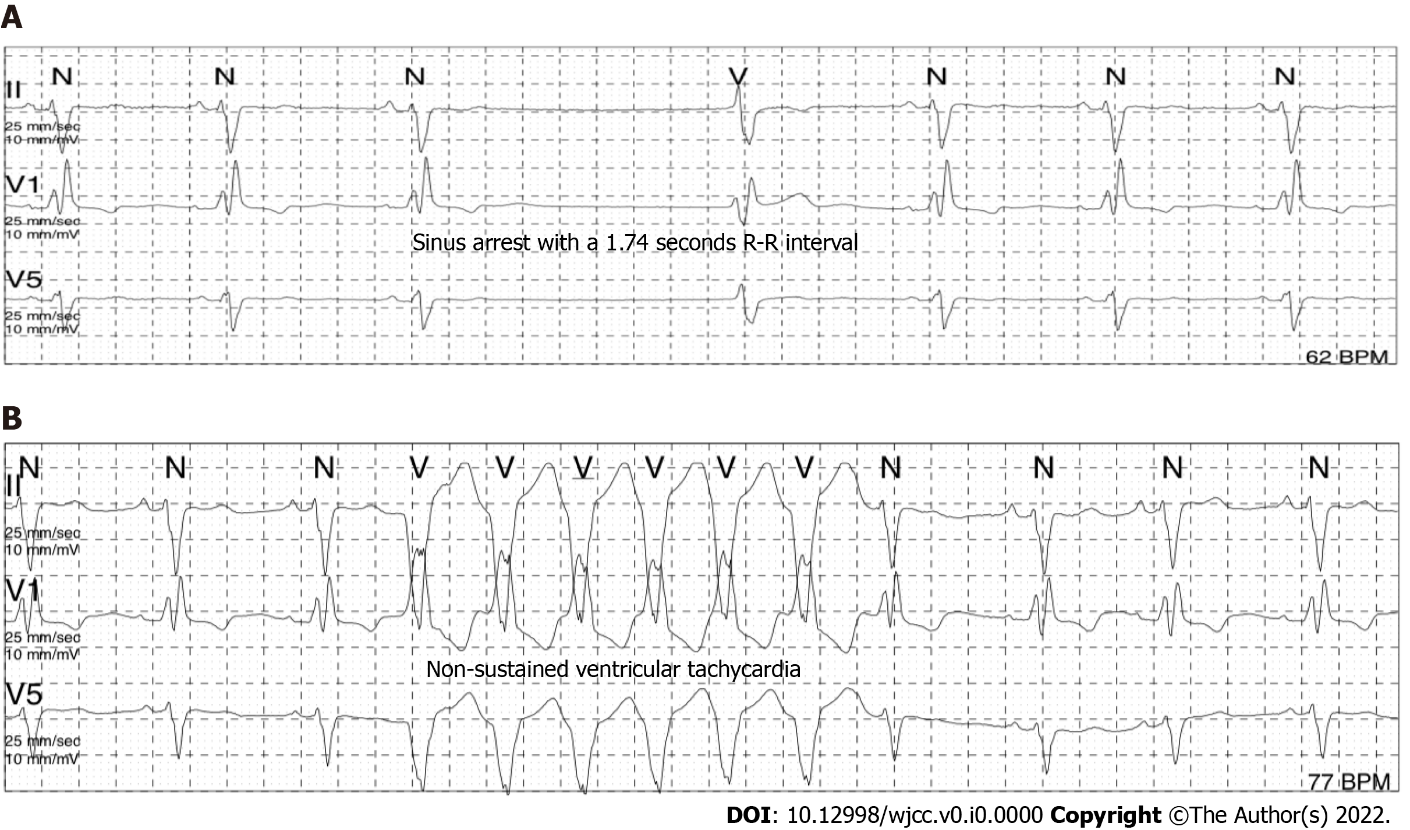 A
N N N V N N N
II
25 mm/sec
10 mm/mV
V1
25 mm/sec
10 mm/mV
Sinus arrest with a 1.74 seconds R-R interval
V5
25 mm/sec
10 mm/mV
62 BPM
B
N N N V V V V V V N N N N
II
25 mm/sec
10 mm/mV
V1
25 mm/sec
10 mm/mV
Non-sustained ventricular tachycardia
V5
25 mm/sec
10 mm/mV
77 BPM
DOI: 10.12998/wjcc.v0.i0.0000 Copyright ©The Author(s) 2022.